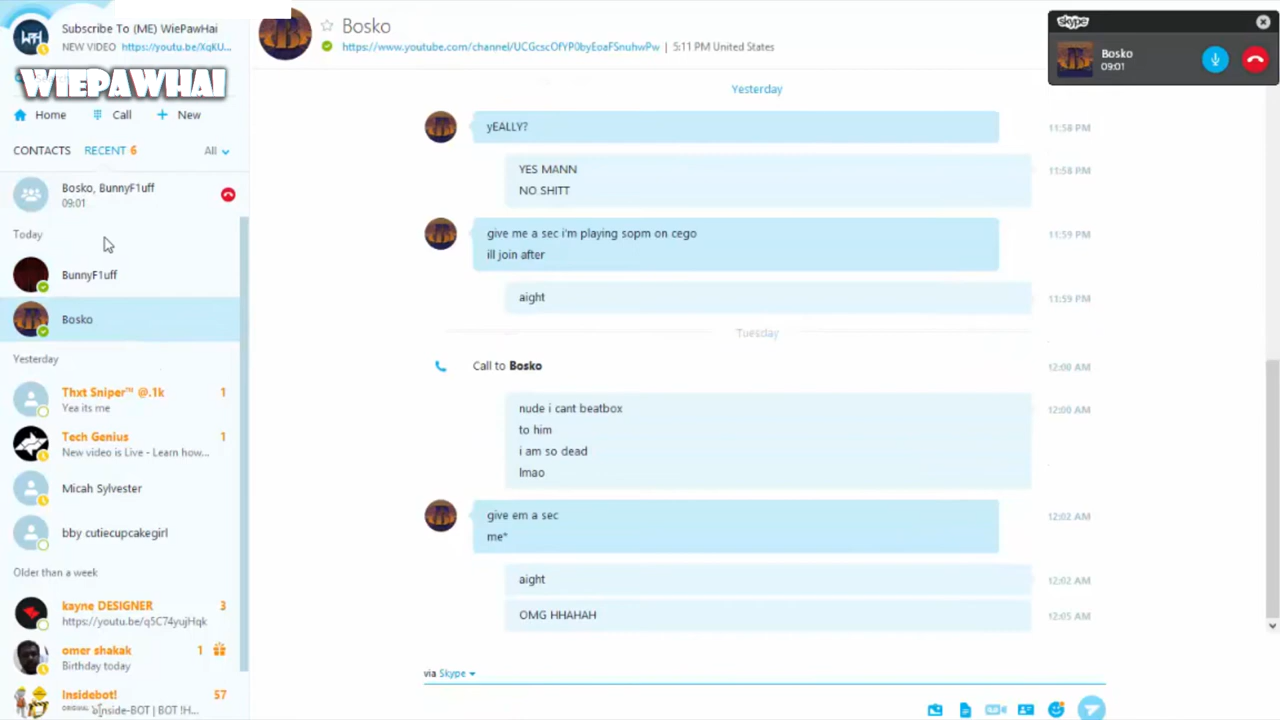 Subscribe To (ME) WiePawHai
NEW VIDEO https://youtu.be/XqKU...
WIEPAWHAI
Home Call New
CONTACTS RECENT 6 All
Bosko, BunnyF1uff
09:01
Today
BunnyF1uff
Bosko
Yesterday
Thxt Sniper™ @.1k 1
Yea its me
Tech Genius 1
New video is Live - Learn how...
Micah Sylvester
bby cutiecupcakegirl
Older than a week
kayne DESIGNER 3
https://youtu.be/q5C74yujHqk
omer shakak 1
Birthday today
Insidebot! 57
ORIGINAL bInside-BOT | BOT !H...
Bosko
https://www.youtube.com/channel/UCGcscOfYP0byEoaFSnuhwPw | 5:11 PM United States
Yesterday
yEALLY? 11:58 PM
YES MANN 11:58 PM
NO SHITT
give me a sec i'm playing sopm on cego 11:59 PM
ill join after
aight 11:59 PM
Tuesday
Call to Bosko 12:00 AM
nude i cant beatbox 12:00 AM
to him
i am so dead
lmao
give em a sec 12:02 AM
me*
aight 12:02 AM
OMG HHAHAH 12:05 AM
via Skype
skype
Bosko
09:01